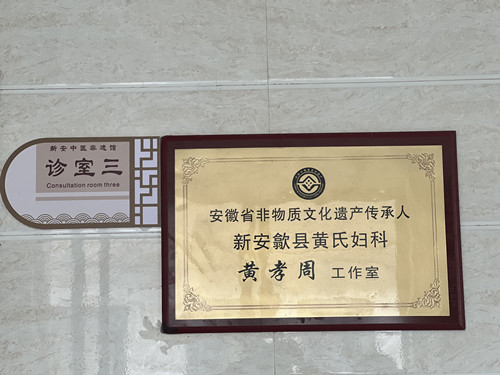 新安中医非遗馆
诊室三
Consultation room three
安徽省非物质文化遗产传承人
新安歙县黄氏妇科
黄孝周 工作室